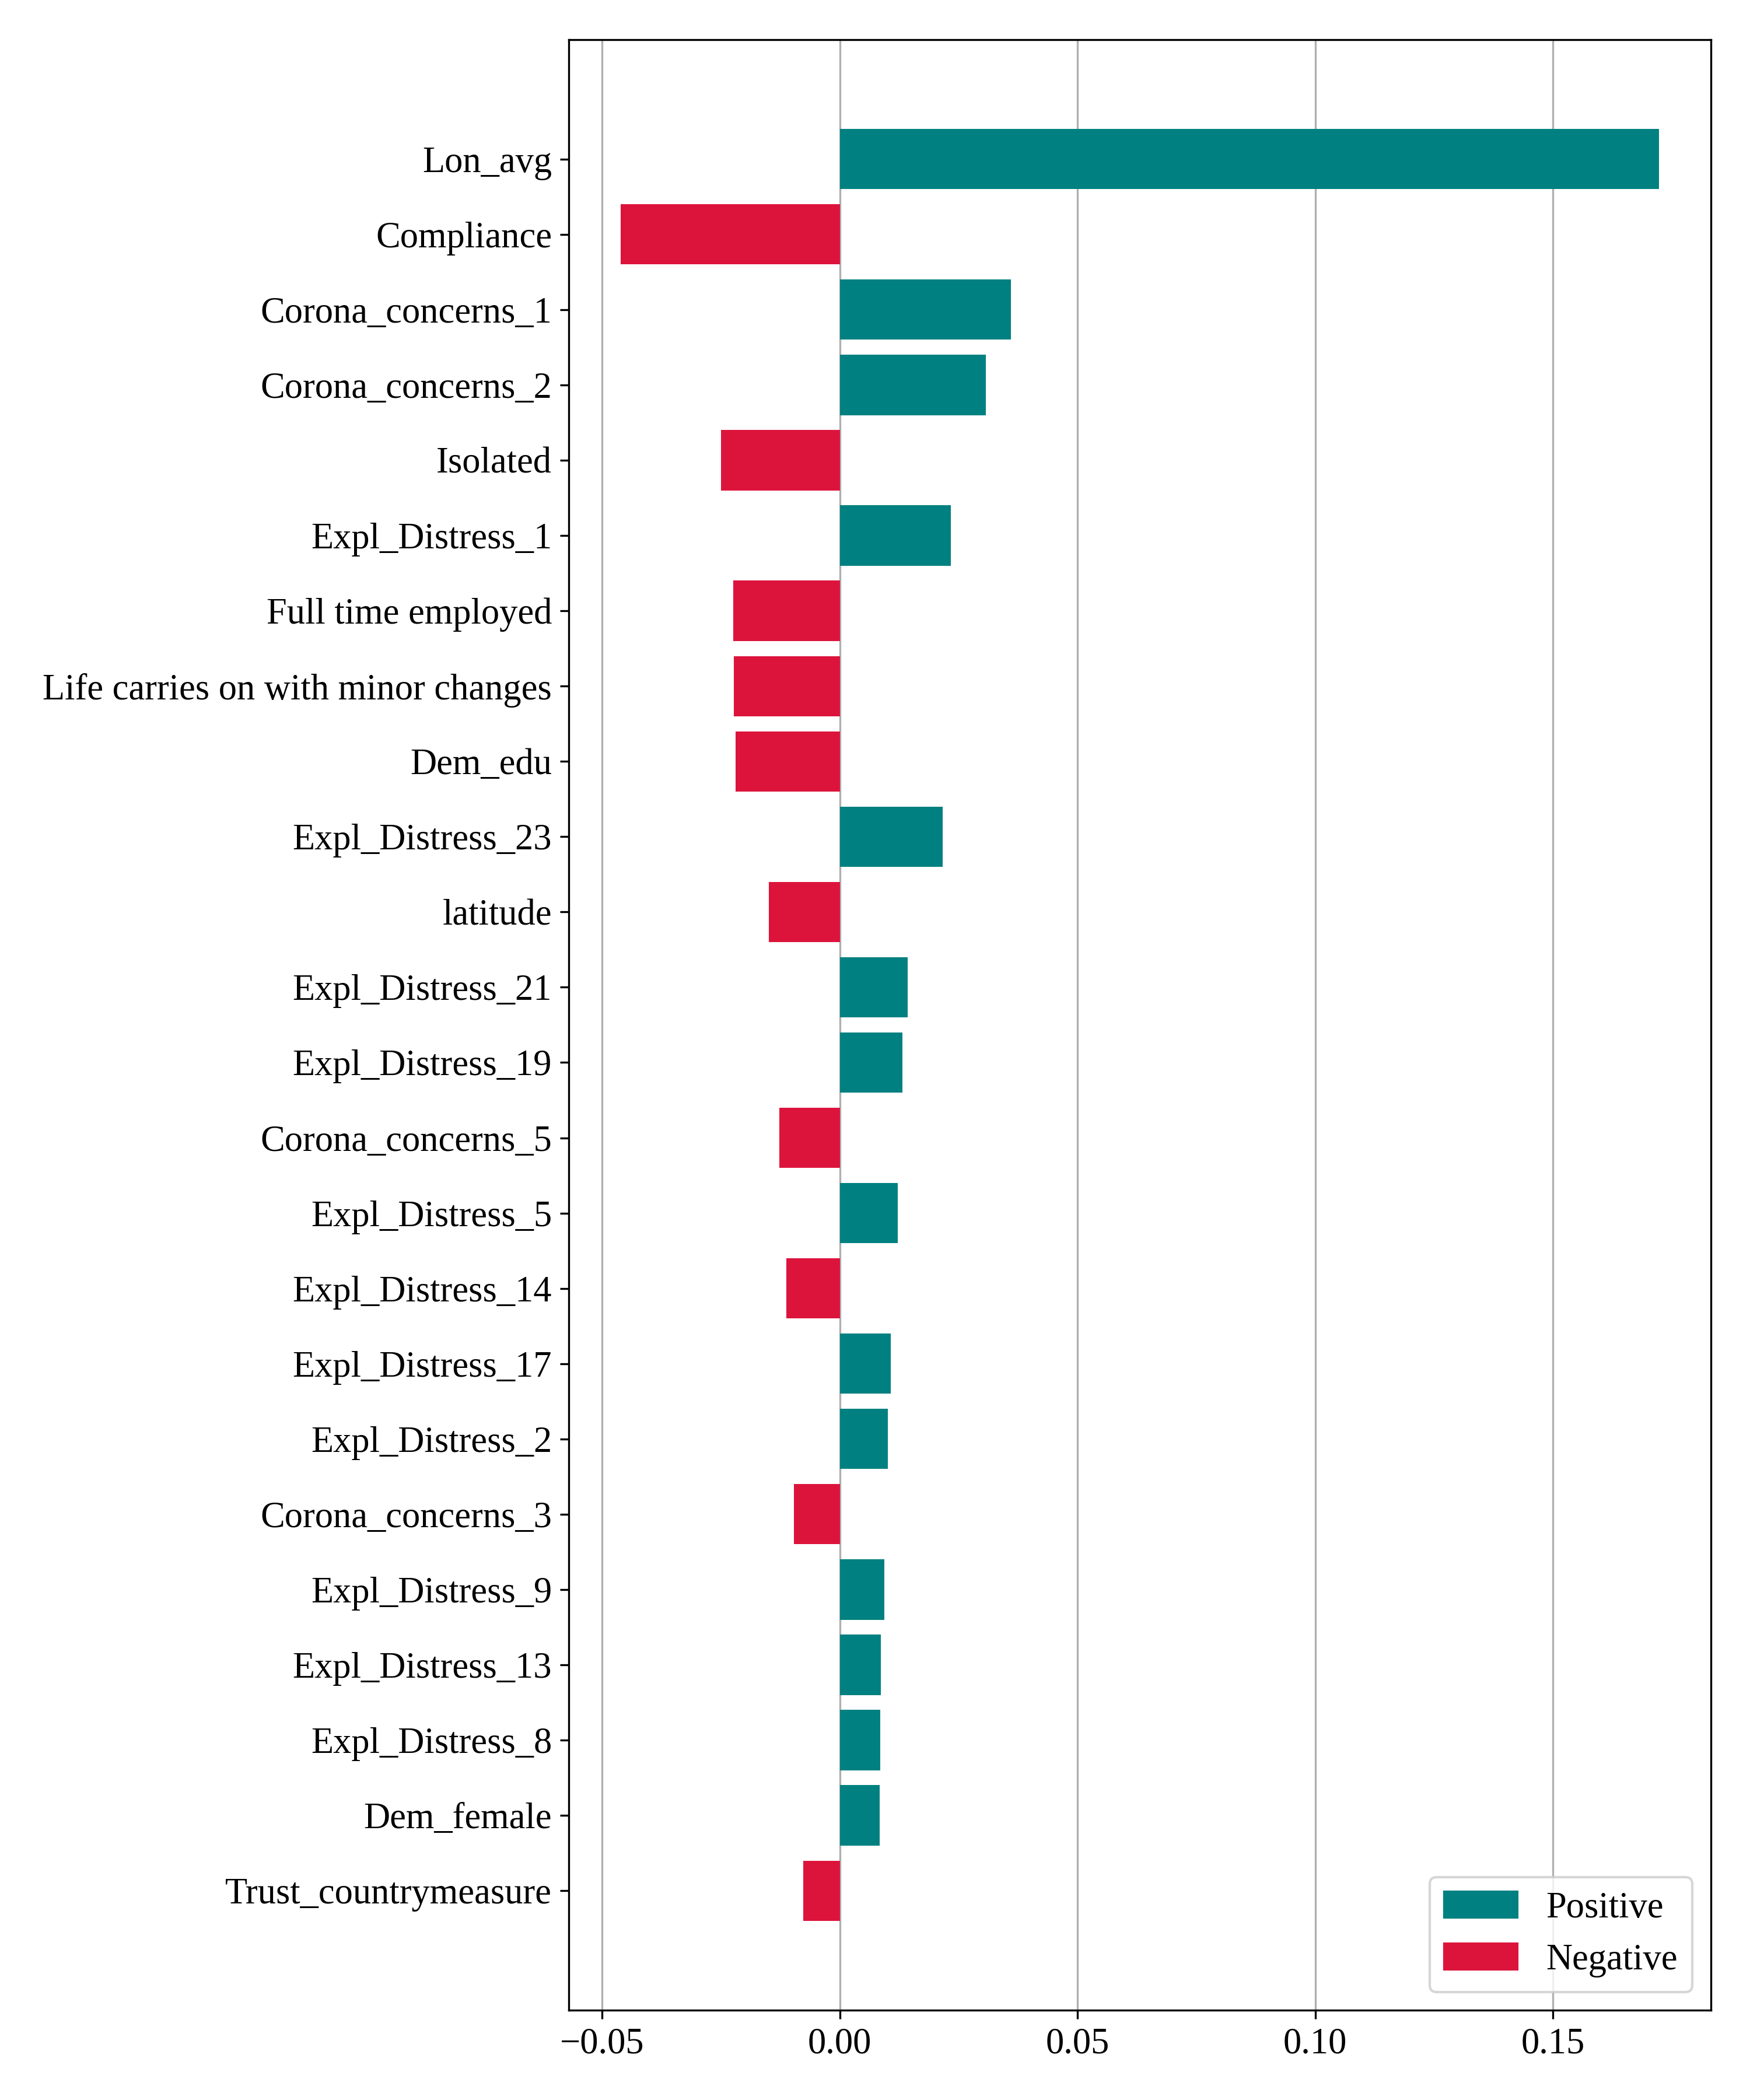 Lon_avg
Compliance
Corona_concerns_1
Corona_concerns_2
Isolated
Expl_Distress_1
Full time employed
Life carries on with minor changes
Dem_edu
Expl_Distress_23
latitude
Expl_Distress_21
Expl_Distress_19
Corona_concerns_5
Expl_Distress_5
Expl_Distress_14
Expl_Distress_17
Expl_Distress_2
Corona_concerns_3
Expl_Distress_9
Expl_Distress_13
Expl_Distress_8
Dem_female
Trust_countrymeasure
Positive
Negative
−0.05 0.00 0.05 0.10 0.15